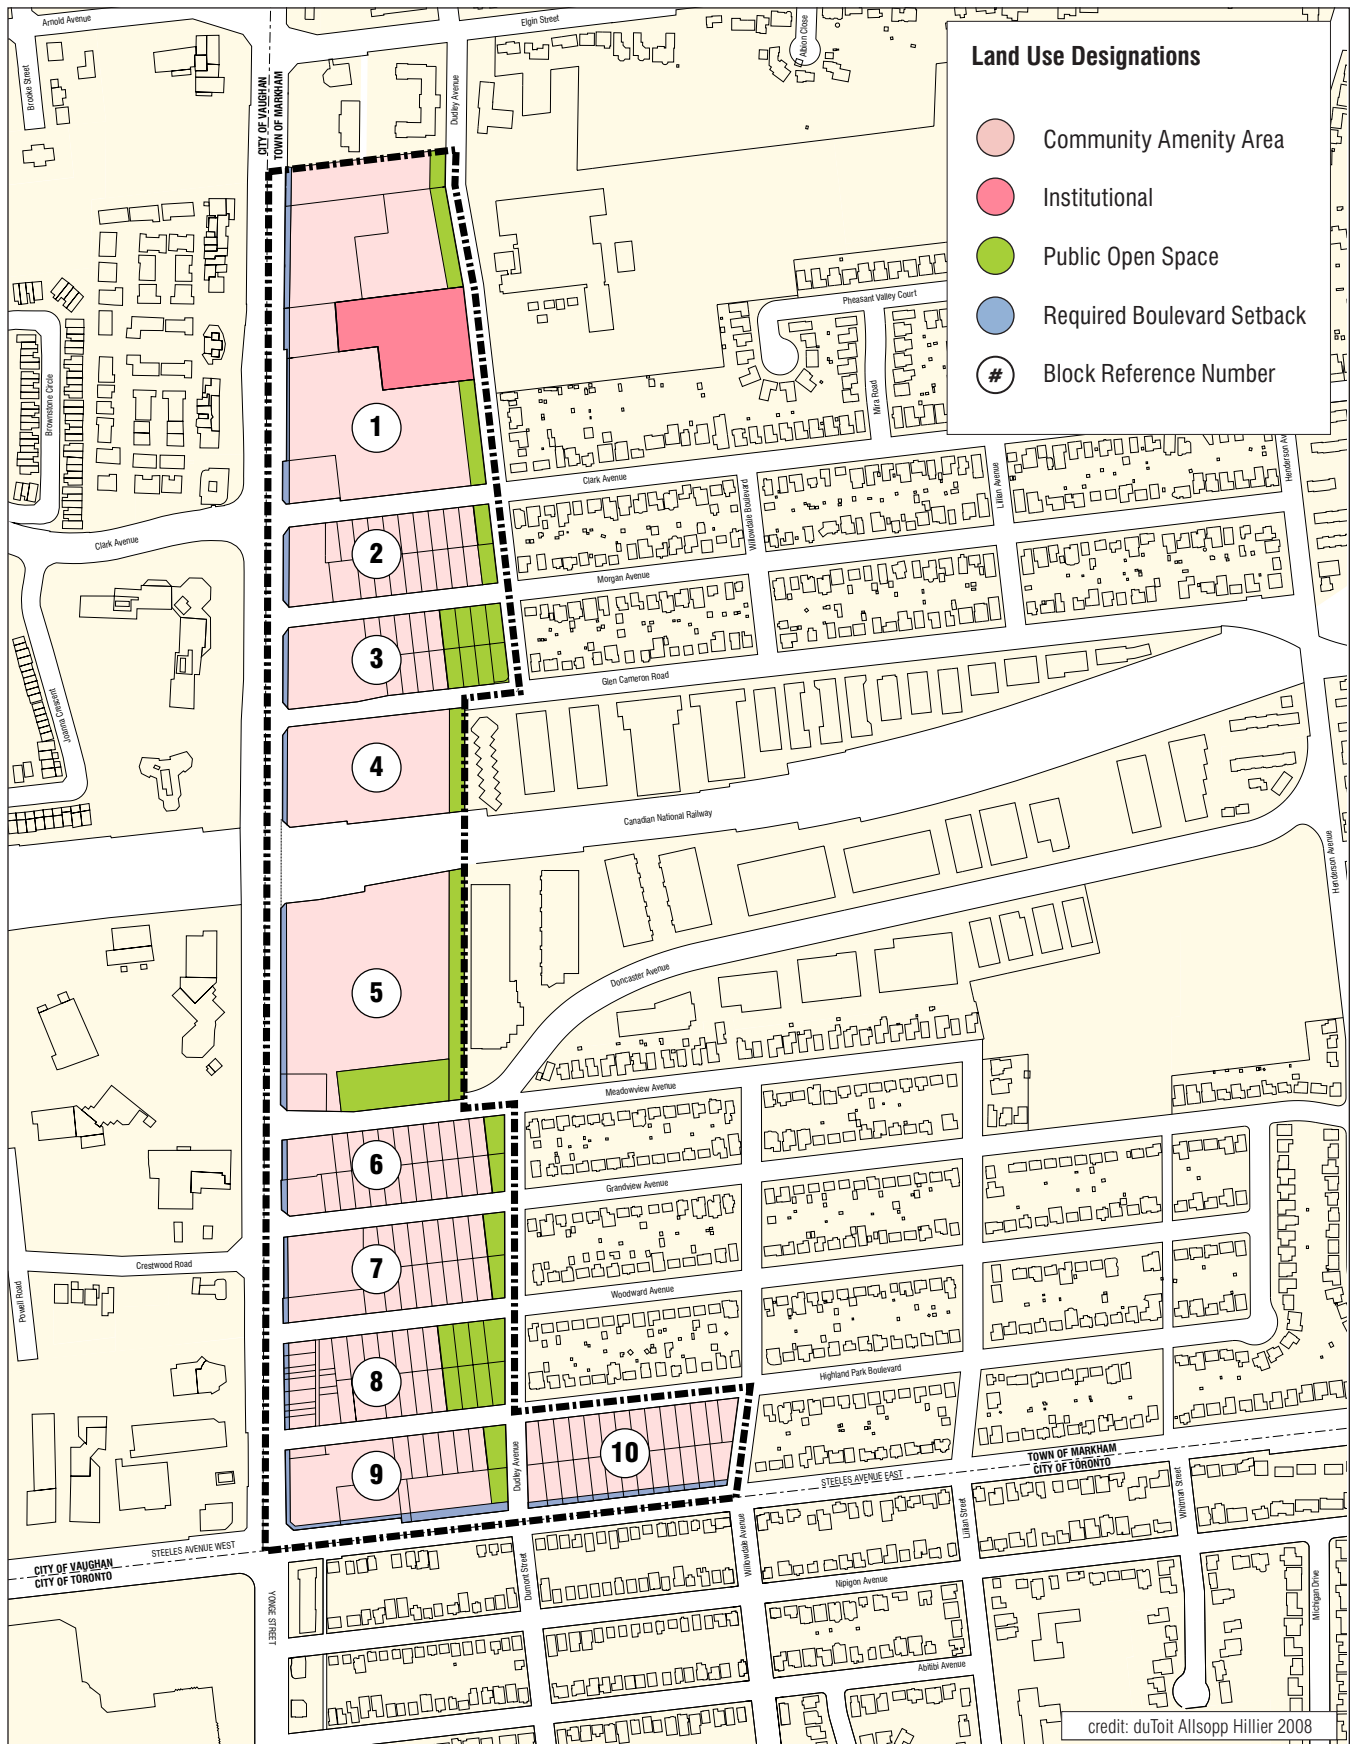 Arnold Avenue
Elgin Street
Albion Close
Brooke Street
Dudley Avenue
CITY OF VAUGHAN
TOWN OF MARKHAM
Land Use Designations
Community Amenity Area
Institutional
Public Open Space
Required Boulevard Setback
# Block Reference Number
Pheasant Valley Court
Mira Road
Brownstone Circle
1
Clark Avenue
Willowdale Boulevard
Lillian Avenue
Henderson Av
Clark Avenue
2
Morgan Avenue
3
Glen Cameron Road
Joanna Crescent
4
Canadian National Railway
Henderson Avenue
Doncaster Avenue
5
Meadowview Avenue
6
Grandview Avenue
Crestwood Road
7
Powell Road
Woodward Avenue
8
Highland Park Boulevard
10
9
Dudley Avenue
TOWN OF MARKHAM
CITY OF TORONTO
STEELES AVENUE EAST
Whitman Street
Lillian Street
STEELES AVENUE WEST
CITY OF VAUGHAN
CITY OF TORONTO
YONGE STREET
Dumont Street
Willowdale Avenue
Nipigon Avenue
Michigan Drive
Abitibi Avenue
credit: duToit Allsopp Hillier 2008